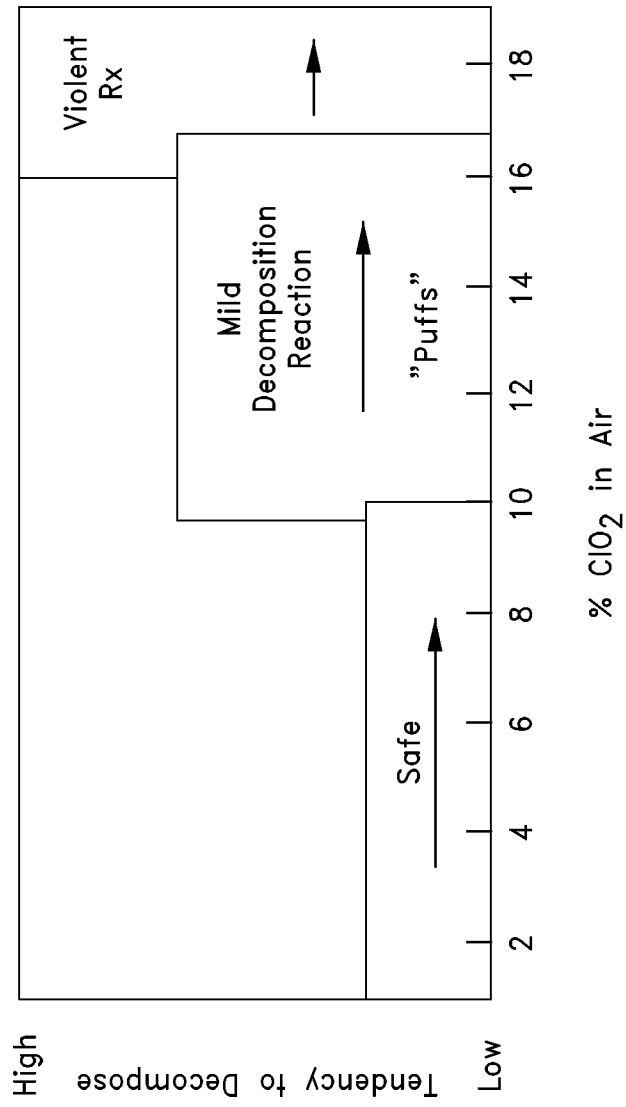 High
Tendency to Decompose
Low
Violent
Rx
Mild
Decomposition
Reaction
"Puffs"
Safe
2 4 6 8 10 12 14 16 18
% ClO₂ in Air